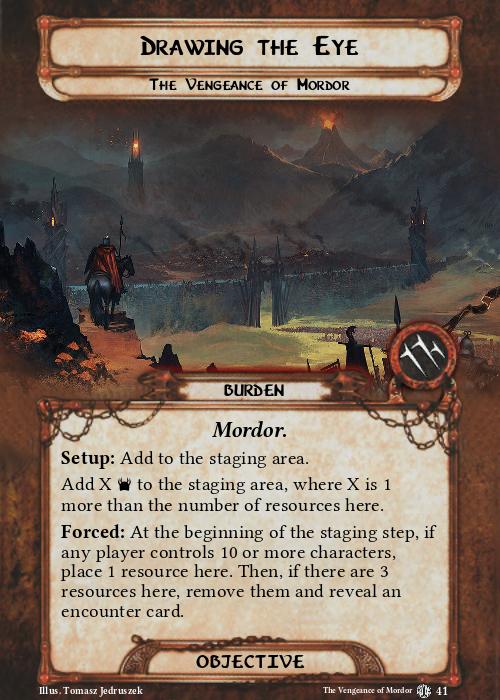 Drawing the Eye
The Vengeance of Mordor
BURDEN
Mordor.
Setup: Add to the staging area.
Add X to the staging area, where X is 1
more than the number of resources here.
Forced: At the beginning of the staging step, if
any player controls 10 or more characters,
place 1 resource here. Then, if there are 3
resources here, remove them and reveal an
encounter card.
OBJECTIVE
Illus. Tomasz Jedruszek
The Vengeance of Mordor 41